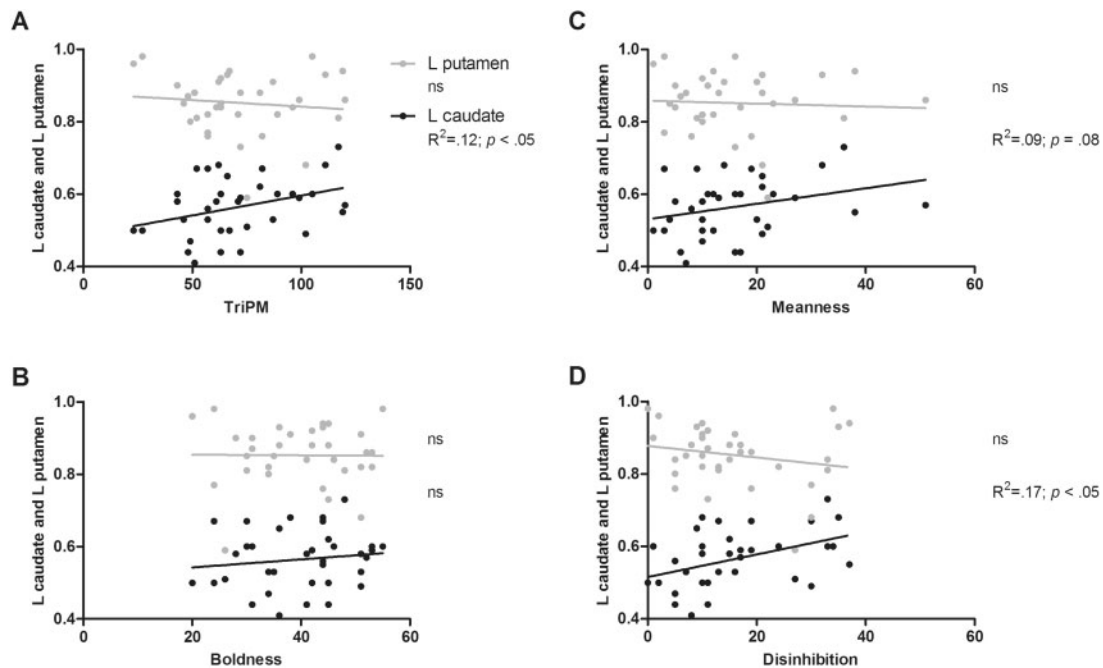 A
L caudate and L putamen
1.0
0.8
0.6
0.4
50
100
150
TriPM
L putamen
ns
L caudate
R²=.12; p < .05
C
L caudate and L putamen
1.0
0.8
0.6
0.4
0
20
40
60
Meanness
ns
R²=.09; p = .08
B
L caudate and L putamen
1.0
0.8
0.6
0.4
0
20
40
60
Boldness
ns
ns
D
L caudate and L putamen
1.0
0.8
0.6
0.4
0
20
40
60
Disinhibition
ns
R²=.17; p < .05